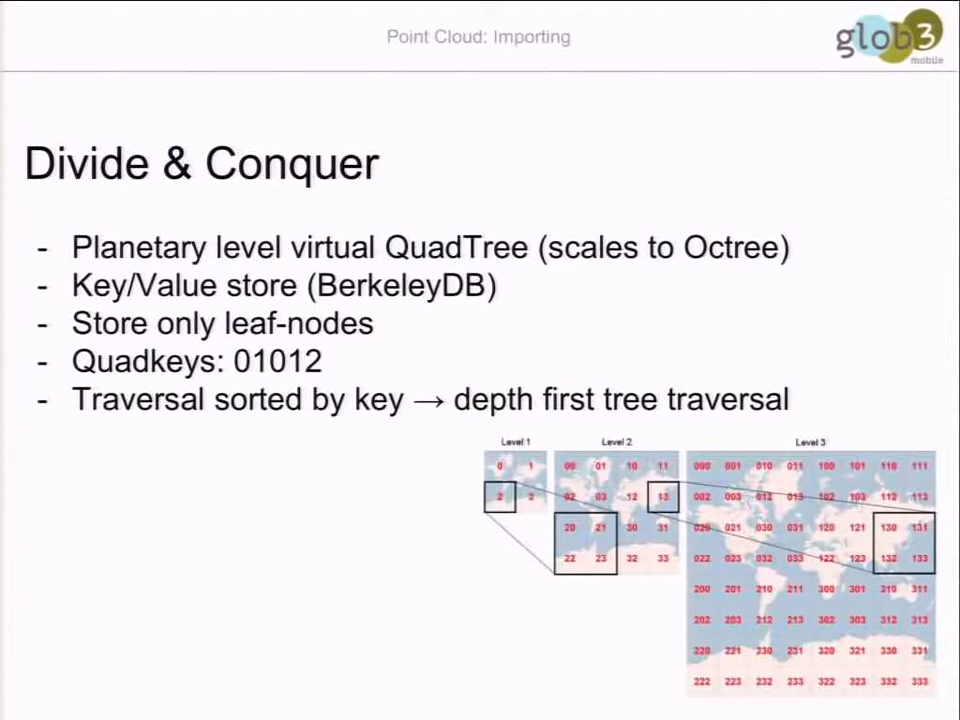 Point Cloud: Importing
glob3
mobile
Divide & Conquer
- Planetary level virtual QuadTree (scales to Octree)
- Key/Value store (BerkeleyDB)
- Store only leaf-nodes
- Quadkeys: 01012
- Traversal sorted by key → depth first tree traversal
Level 1 Level 2 Level 3
0 1 00 01 10 11 000 001 010 011 100 101 110 111
2 3 02 03 12 13 002 003 012 013 102 103 112 113
20 21 30 31 020 021 030 031 120 121 130 131
22 23 32 33 022 023 032 033 122 123 132 133
200 201 210 211 300 301 310 311
202 203 212 213 302 303 312 313
220 221 230 231 320 321 330 331
222 223 232 233 322 323 332 333